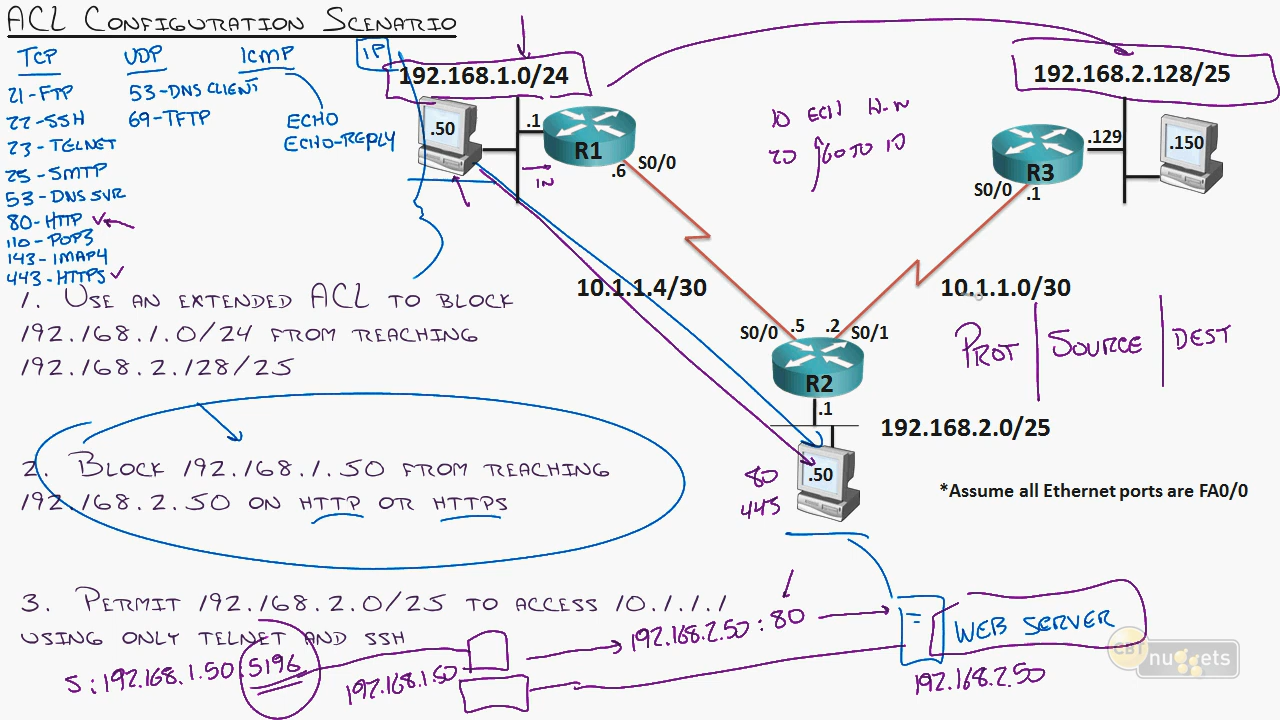 ACL CONFIGURATION SCENARIO
TCP UDP ICMP IP
21-FTP
22-SSH
23-TELNET
25-SMTP
53-DNS SVR
80-HTTP
110-POP3
143-IMAP4
443-HTTPS
53-DNS CLIENT
69-TFTP
ECHO
ECHO-REPLY
192.168.1.0/24
.50
.1
R1
IN
.6
S0/0
192.168.2.128/25
.129
.150
R3
S0/0
.1
10
20 GO TO 10
10.1.1.4/30
10.1.1.0/30
S0/0 .5 .2 S0/1
R2
.1
192.168.2.0/25
.50
80
445
PROT SOURCE DEST
*Assume all Ethernet ports are FA0/0
1. USE AN EXTENDED ACL TO BLOCK
192.168.1.0/24 FROM REACHING
192.168.2.128/25
2. BLOCK 192.168.1.50 FROM REACHING
192.168.2.50 ON HTTP OR HTTPS
3. PERMIT 192.168.2.0/25 TO ACCESS 10.1.1.1
USING ONLY TELNET AND SSH
S:192.168.1.50:5196
192.168.1.50
192.168.2.50:80
WEB SERVER
192.168.2.50
CBT nuggets